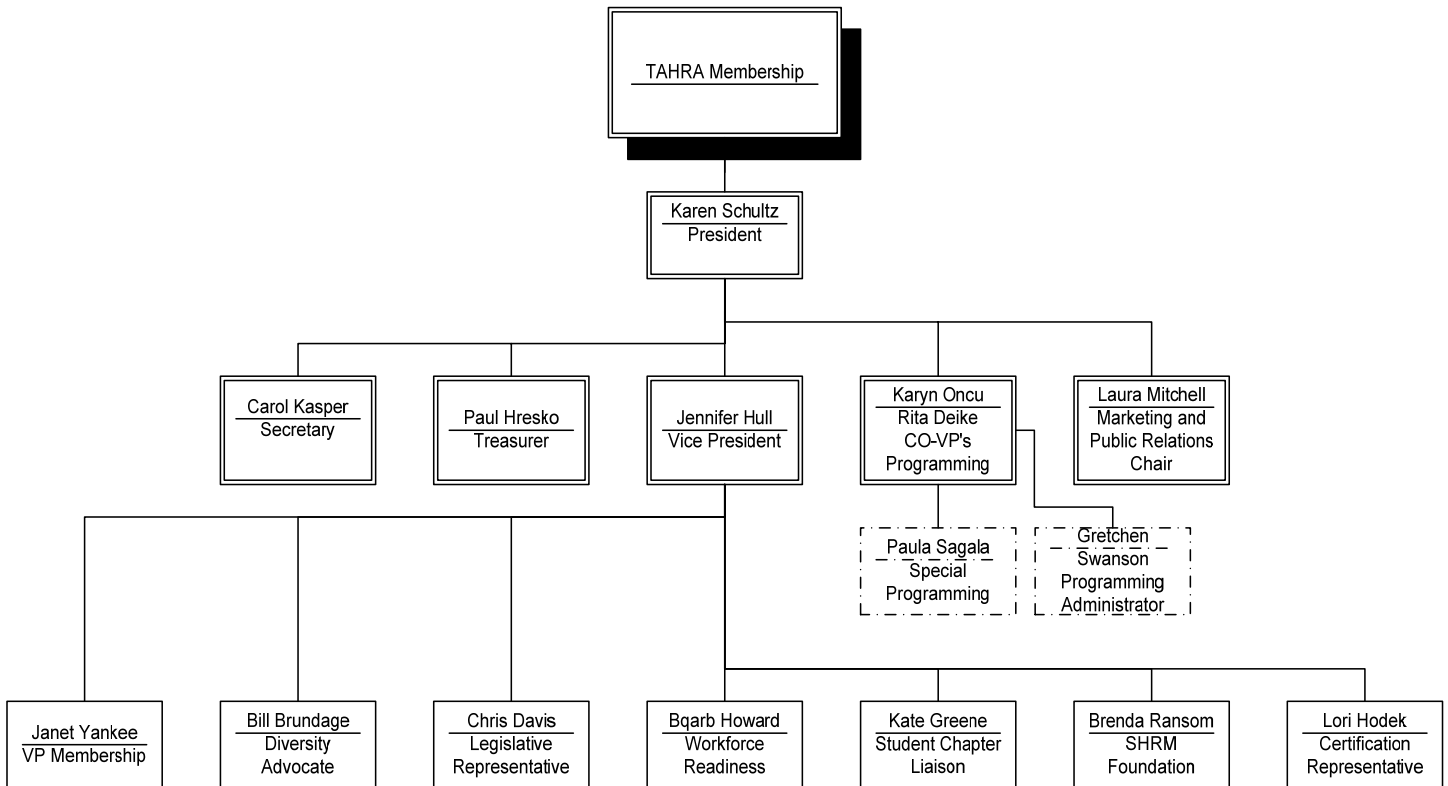 TAHRA Membership
Karen Schultz
President
Carol Kasper
Secretary
Paul Hresko
Treasurer
Jennifer Hull
Vice President
Karyn Oncu
Rita Deike
CO-VP's
Programming
Laura Mitchell
Marketing and
Public Relations
Chair
Paula Sagala
Special
Programming
Gretchen
Swanson
Programming
Administrator
Janet Yankee
VP Membership
Bill Brundage
Diversity
Advocate
Chris Davis
Legislative
Representative
Bqarb Howard
Workforce
Readiness
Kate Greene
Student Chapter
Liaison
Brenda Ransom
SHRM
Foundation
Lori Hodek
Certification
Representative